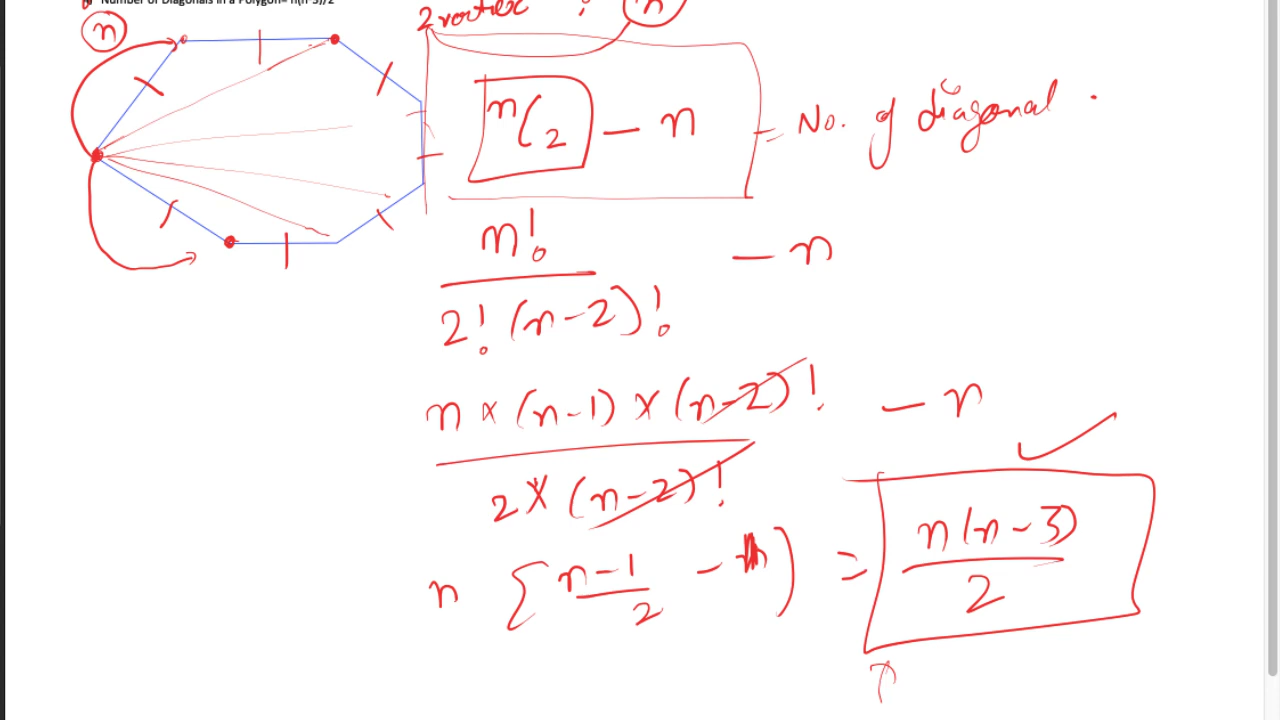 Number of Diagonals in a Polygon= n(n-3)/2
n
2 vertex : n
nC2 - n = No. of diagonal.
n! / 2! (n-2)! - n
n × (n-1) × (n-2)! / 2 × (n-2)! - n
n { n-1 / 2 - 1 } = n(n-3) / 2